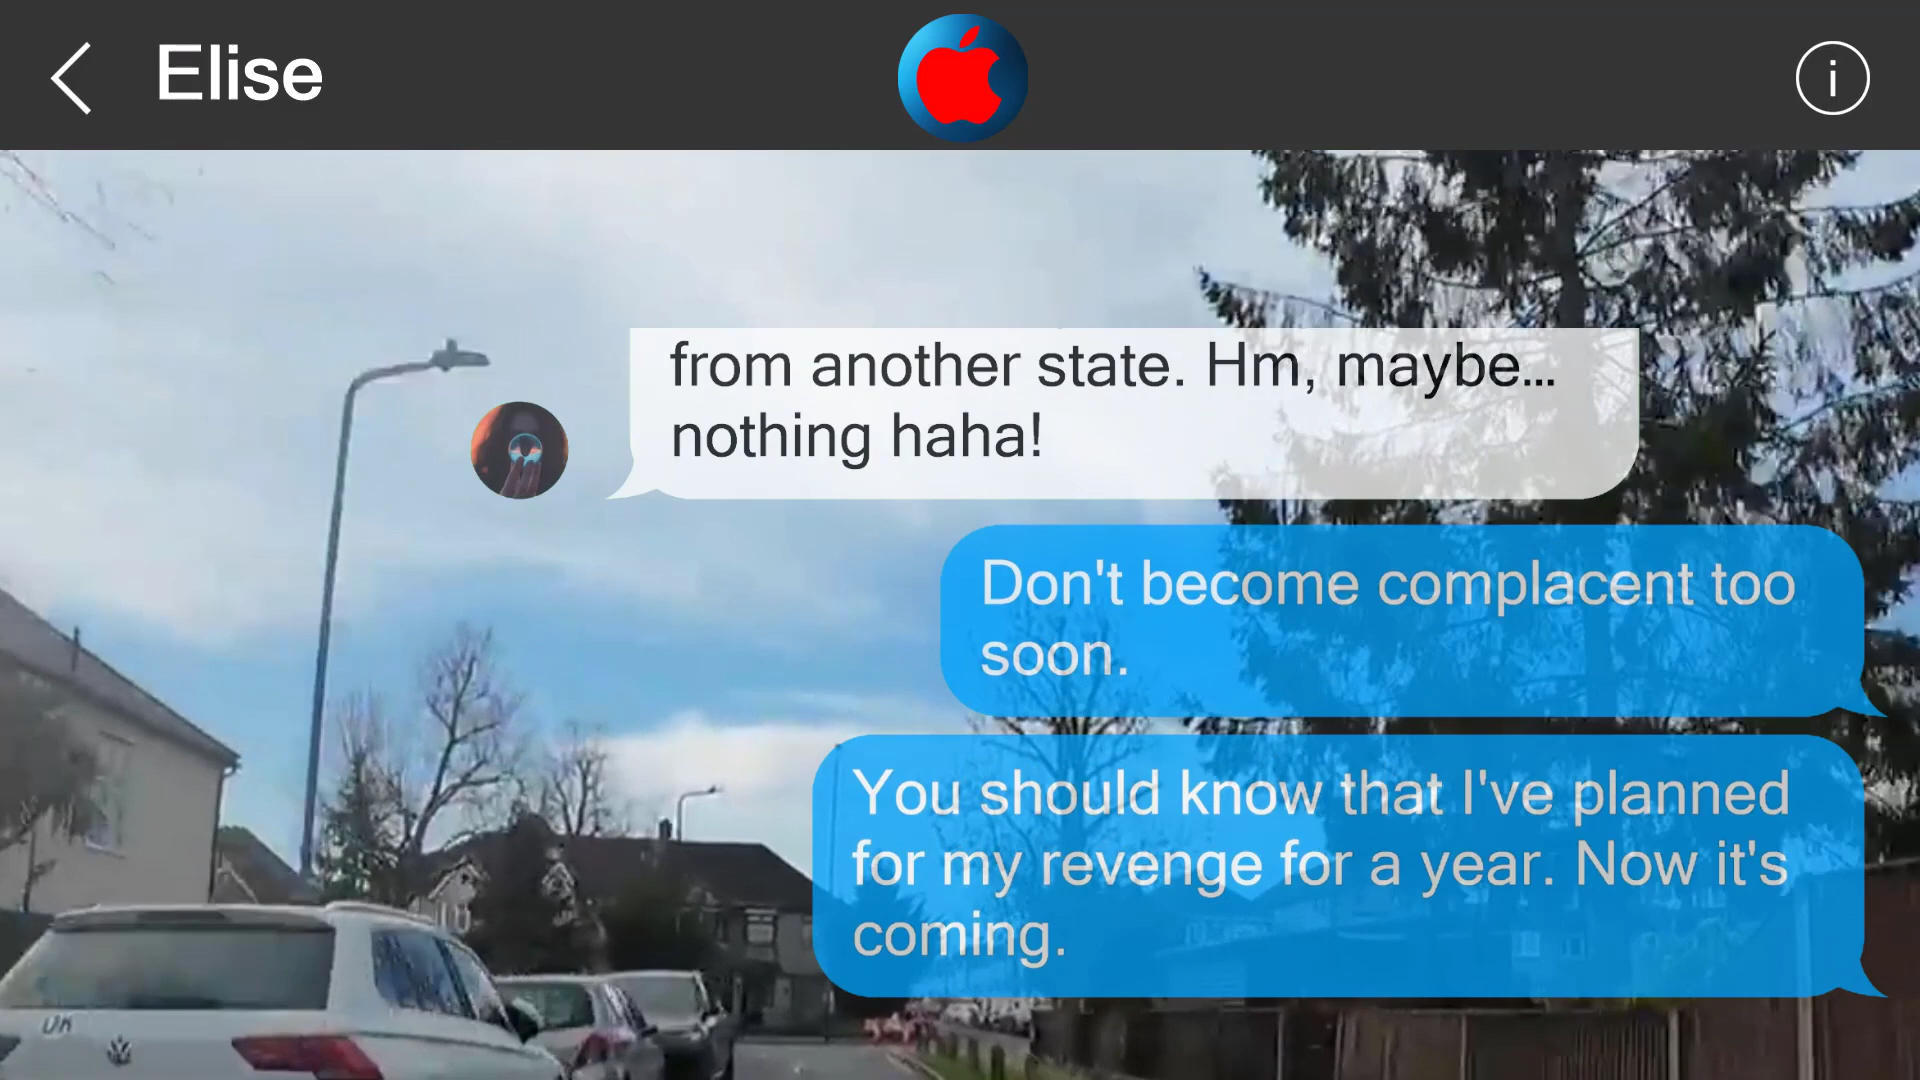 Elise
from another state. Hm, maybe...
nothing haha!
Don't become complacent too
soon.
You should know that I've planned
for my revenge for a year. Now it's
coming.
UK